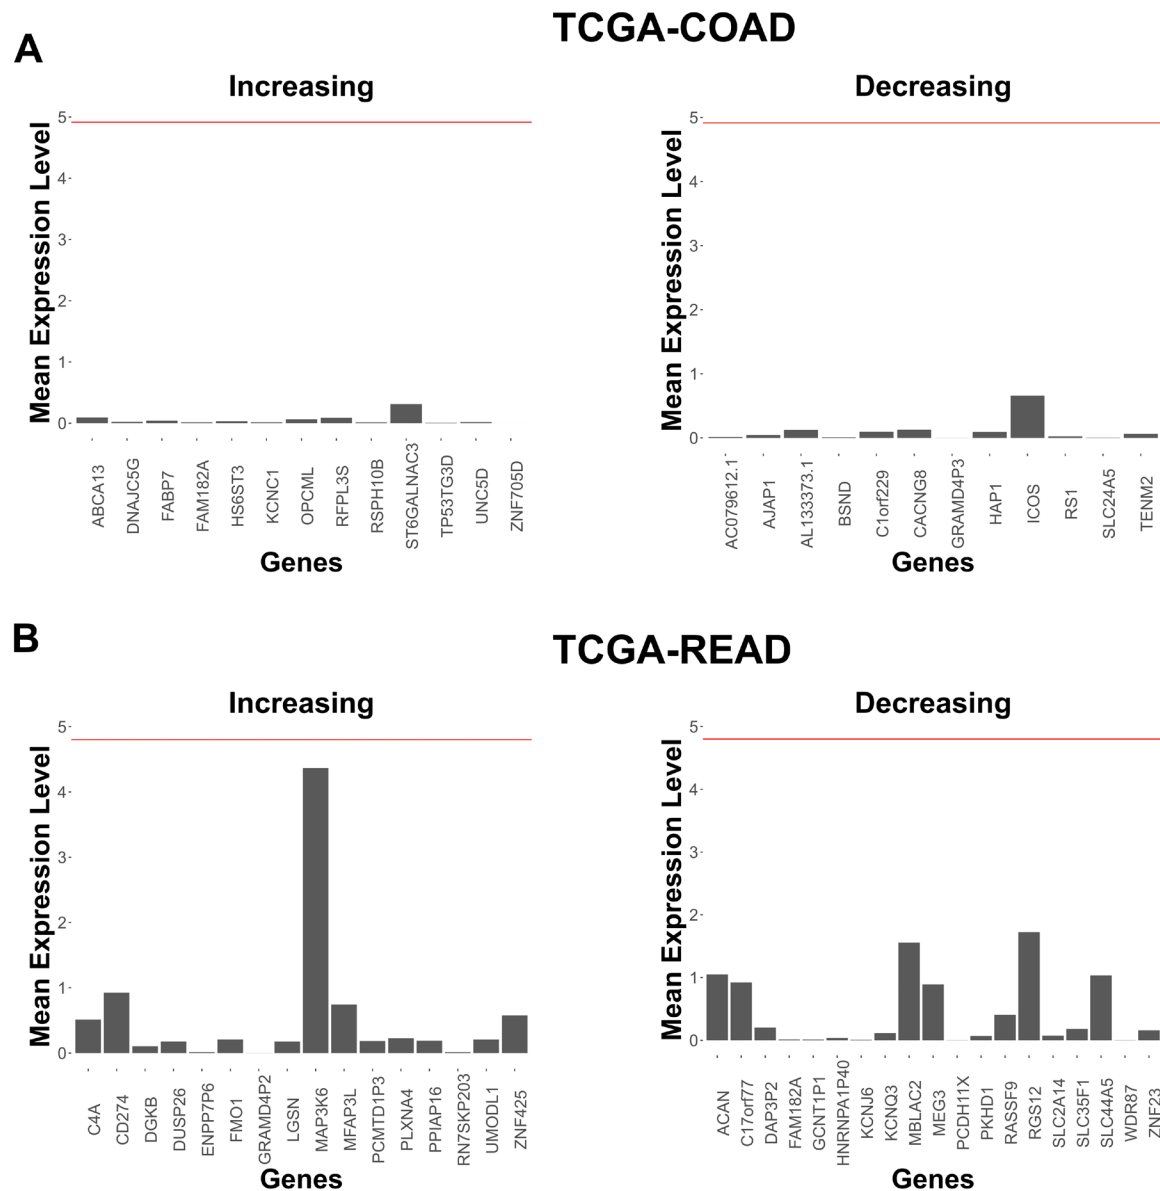 TCGA-COAD
A
Increasing
Mean Expression Level
5
4
3
2
1
0
ABCA13
DNAJC5G
FABP7
FAM182A
HS6ST3
KCNC1
OPCML
RFPL3S
RSPH10B
ST6GALNAC3
TP53TG3D
UNC5D
ZNF705D
Genes
Decreasing
Mean Expression Level
5
4
3
2
1
0
AC079612.1
AJAP1
AL133373.1
BSND
C1orf229
CACNG8
GRAMD4P3
HAP1
ICOS
RS1
SLC24A5
TENM2
Genes
B
TCGA-READ
Increasing
Mean Expression Level
5
4
3
2
1
0
C4A
CD274
DGKB
DUSP26
ENPP7P6
FMO1
GRAMD4P2
LGSN
MAP3K6
MFAP3L
PCMTD1P3
PLXNA4
PPIAP16
RN7SKP203
UMODL1
ZNF425
Genes
Decreasing
Mean Expression Level
5
4
3
2
1
0
ACAN
C17orf77
DAP3P2
FAM182A
GCNT1P1
HNRNPA1P40
KCNJ6
KCNQ3
MBLAC2
MEG3
PCDH11X
PKHD1
RASSF9
RGS12
SLC2A14
SLC35F1
SLC44A5
WDR87
ZNF23
Genes